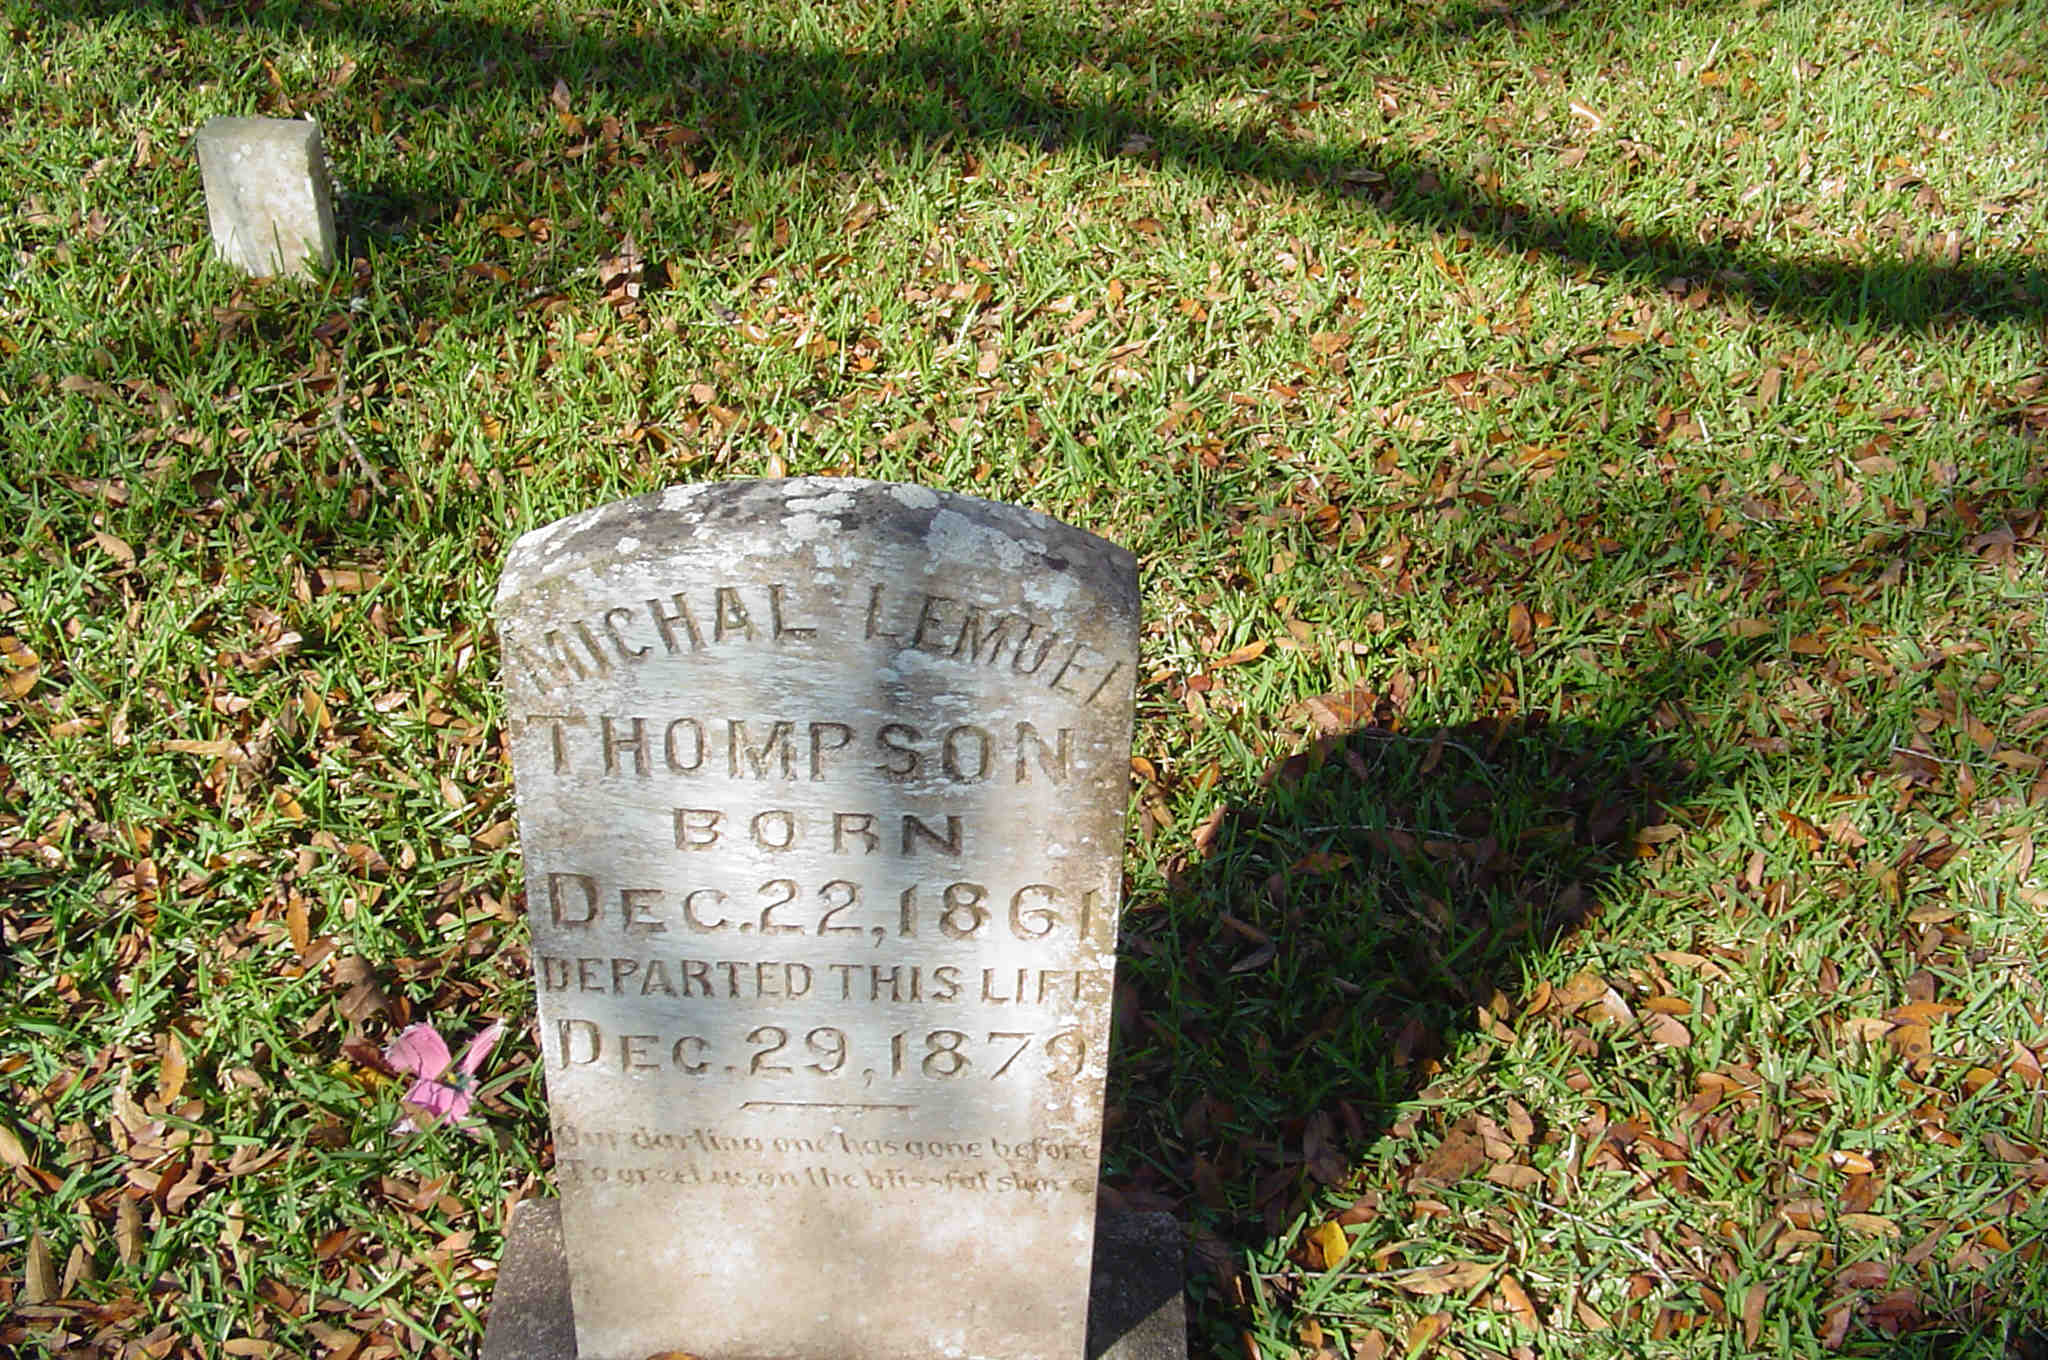 MICHAL LEMUEL
THOMPSON.
BORN
DEC. 22, 1861
DEPARTED THIS LIFE
DEC. 29, 1879
Our darling one has gone before
To greet us on the blissful shore